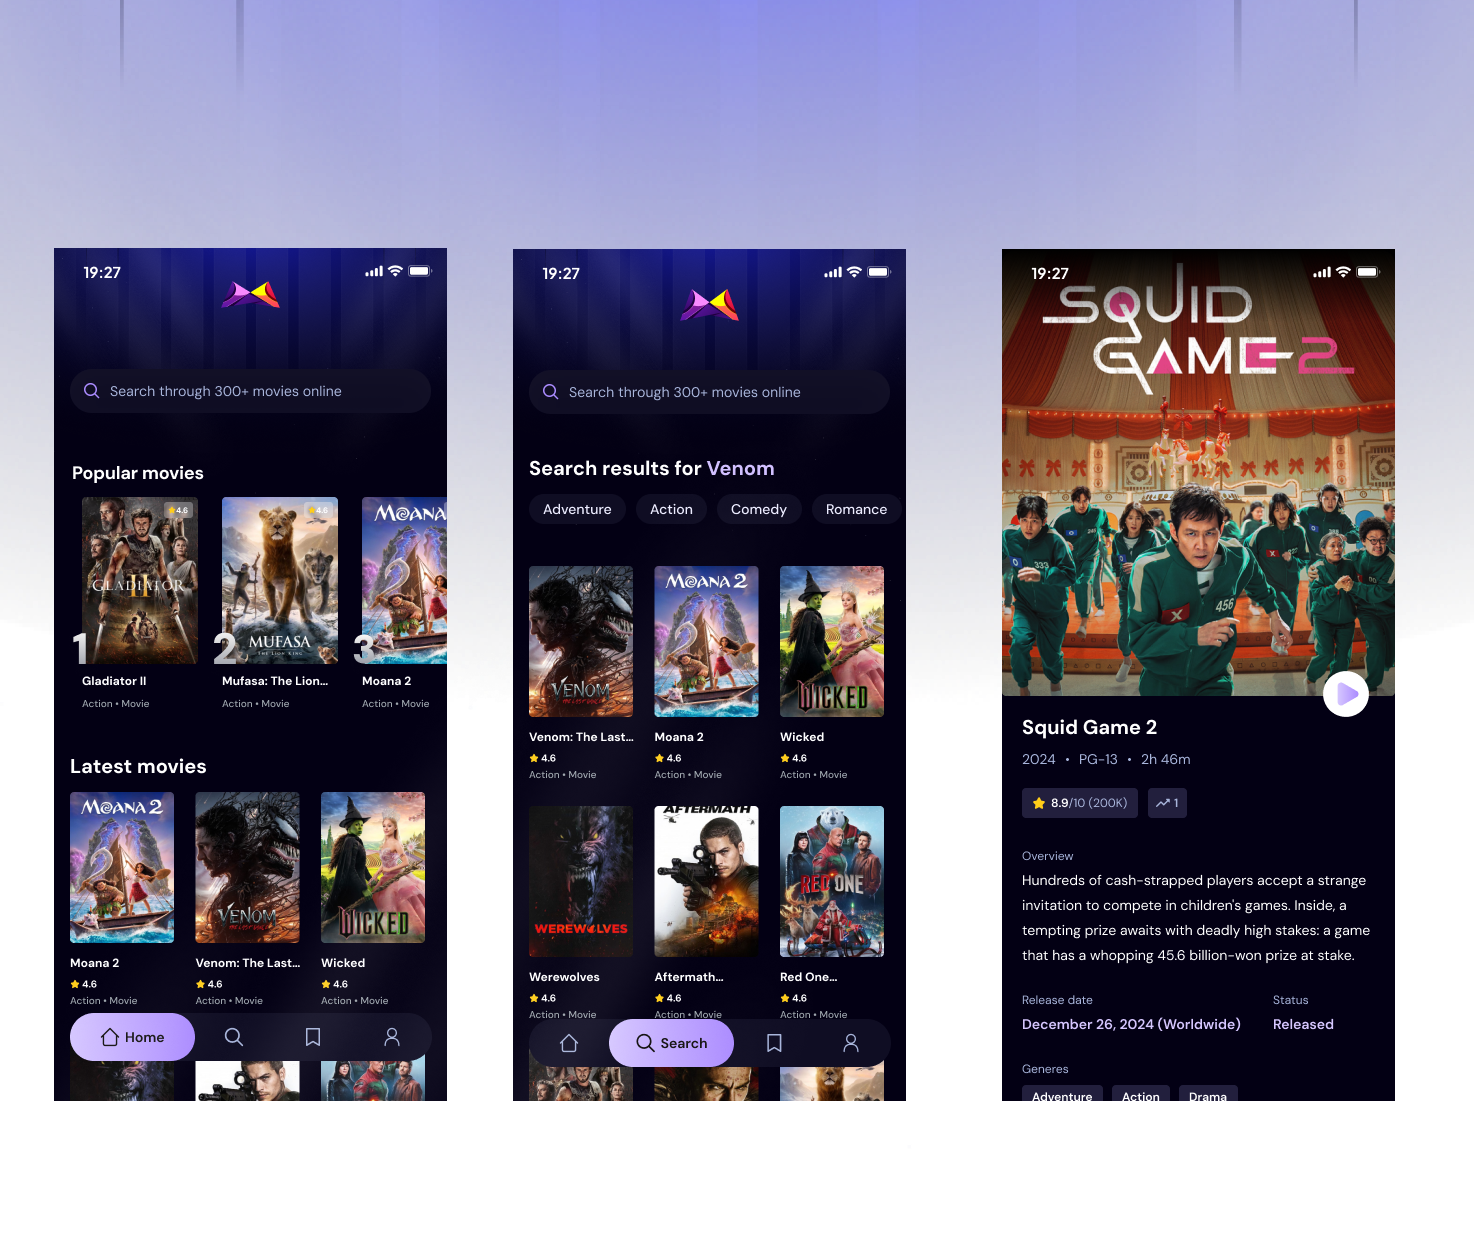 19:27
Search through 300+ movies online
Popular movies
4.6
4.6
MOANA
GLADIATOR
II
MUFASA
THE LION KING
1
2
3
Gladiator II
Mufasa: The Lion...
Moana 2
Action • Movie
Action • Movie
Action • Movie
Latest movies
MOANA 2
VENOM
WICKED
Moana 2
Venom: The Last...
Wicked
4.6
4.6
4.6
Action • Movie
Action • Movie
Action • Movie
Home
19:27
Search through 300+ movies online
Search results for Venom
Adventure
Action
Comedy
Romance
MOANA 2
VENOM
WICKED
Venom: The Last...
Moana 2
Wicked
4.6
4.6
4.6
Action • Movie
Action • Movie
Action • Movie
AFTERMATH
WEREWOLVES
RED ONE
Werewolves
Aftermath...
Red One...
4.6
4.6
4.6
Action • Movie
Action • Movie
Action • Movie
Search
19:27
SQUID
GAME 2
333
456
X
X
Squid Game 2
2024 • PG-13 • 2h 46m
8.9/10 (200K)
1
Overview
Hundreds of cash-strapped players accept a strange
invitation to compete in children's games. Inside, a
tempting prize awaits with deadly high stakes: a game
that has a whopping 45.6 billion-won prize at stake.
Release date
Status
December 26, 2024 (Worldwide)
Released
Generes
Adventure
Action
Drama